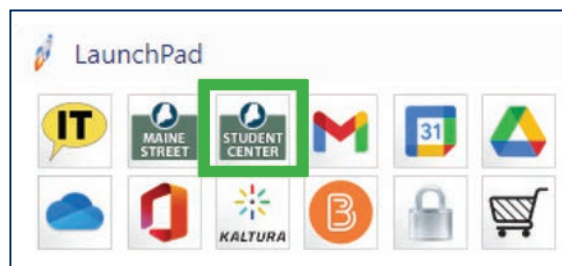 LaunchPad
IT
MAINE
STREET
STUDENT
CENTER
31
KALTURA
B